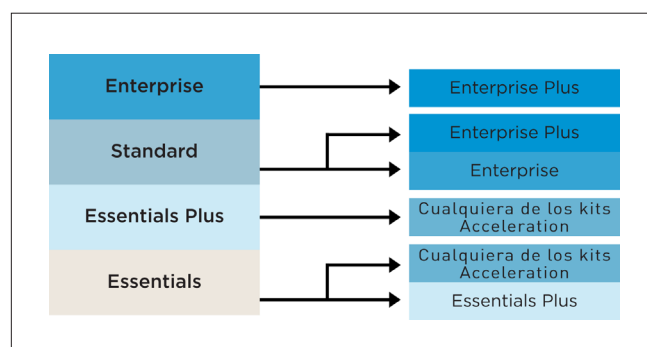 Enterprise
Enterprise Plus
Standard
Enterprise Plus
Enterprise
Essentials Plus
Cualquiera de los kits
Acceleration
Essentials
Cualquiera de los kits
Acceleration
Essentials Plus